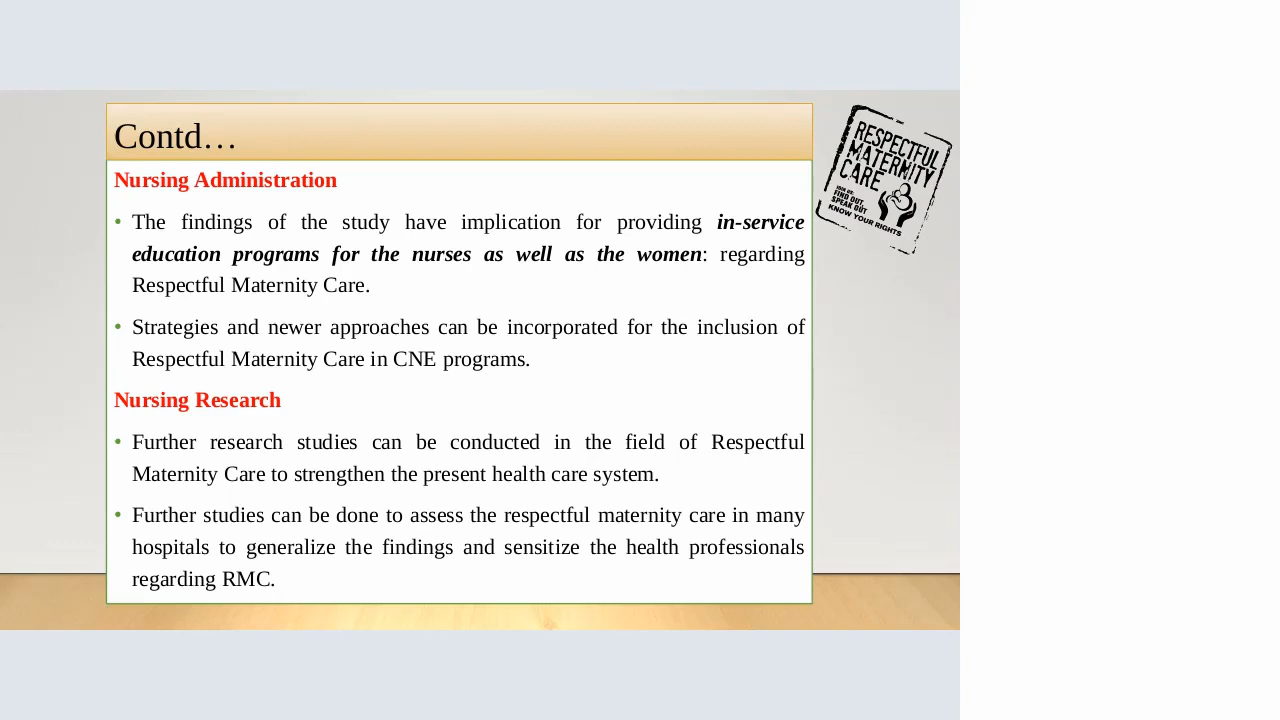 Contd…
Nursing Administration
• The findings of the study have implication for providing in-service
education programs for the nurses as well as the women: regarding
Respectful Maternity Care.
• Strategies and newer approaches can be incorporated for the inclusion of
Respectful Maternity Care in CNE programs.
Nursing Research
• Further research studies can be conducted in the field of Respectful
Maternity Care to strengthen the present health care system.
• Further studies can be done to assess the respectful maternity care in many
hospitals to generalize the findings and sensitize the health professionals
regarding RMC.
RESPECTFUL
MATERNITY
CARE
JOIN US:
FIND OUT
SPEAK OUT
KNOW YOUR RIGHTS